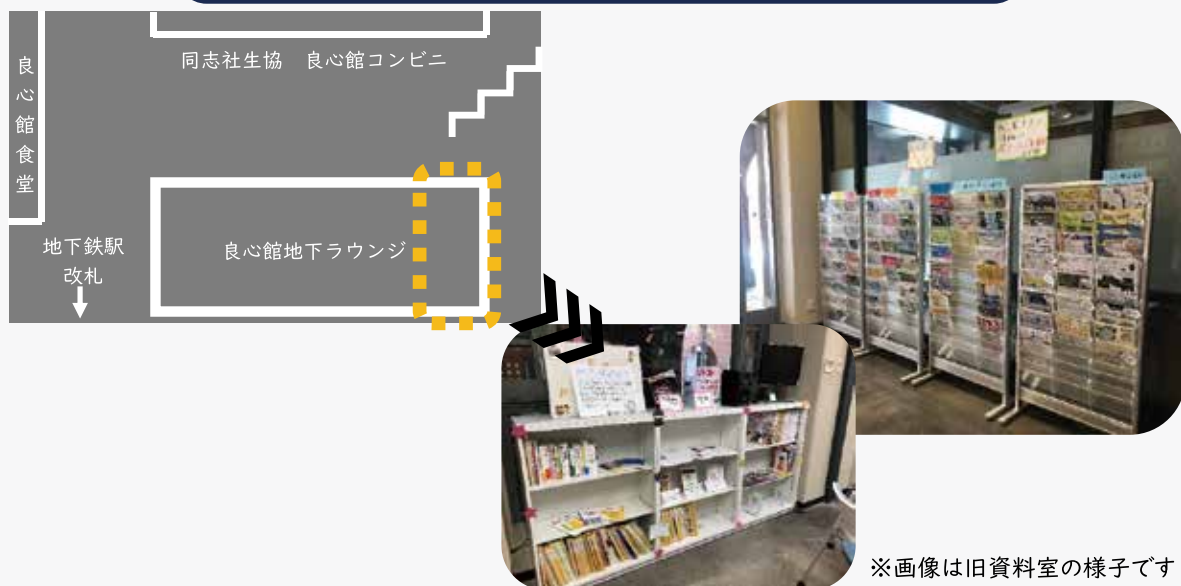 同志社生協　良心館コンビニ
良心館食堂
良心館地下ラウンジ
地下鉄駅
改札
※画像は旧資料室の様子です